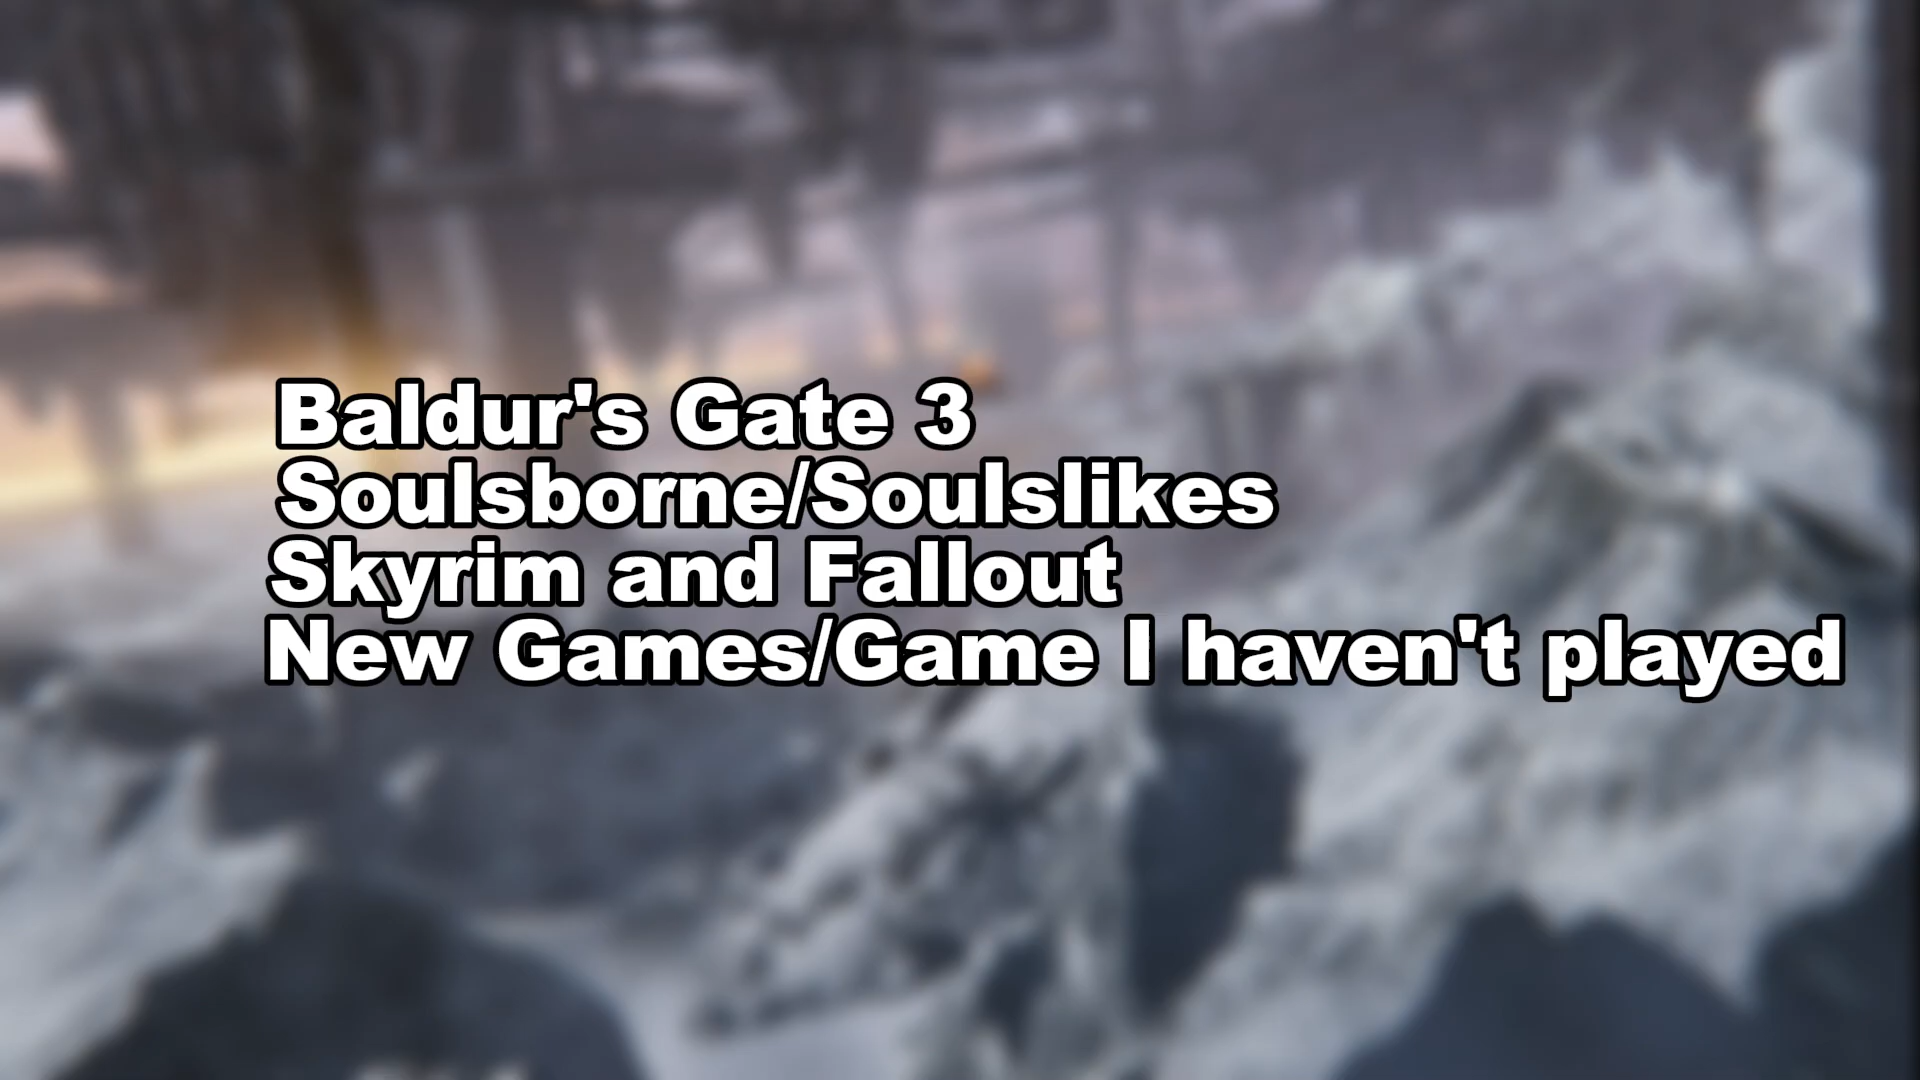 Baldur's Gate 3
Soulsborne/Soulslikes
Skyrim and Fallout
New Games/Game I haven't played